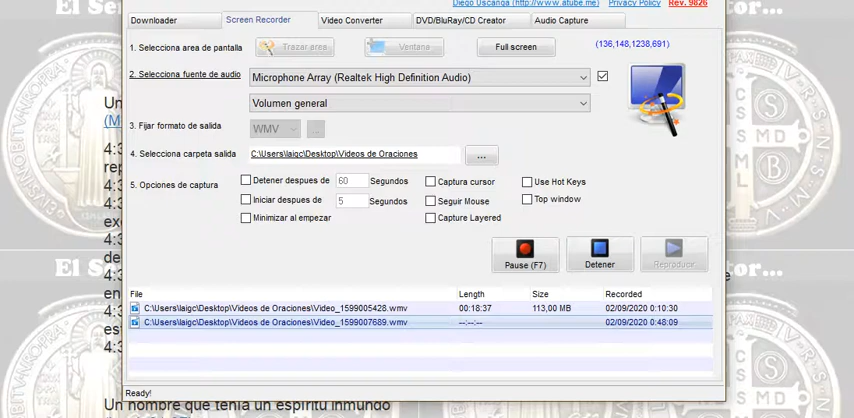 Diego Uscanga (http://www.atube.me) Privacy Policy Rev. 9826
Downloader Screen Recorder Video Converter DVD/BluRay/CD Creator Audio Capture
El Se
tor...
1. Selecciona area de pantalla Trazar area Ventana Full screen (136,148,1238,691)
2. Selecciona fuente de audio Microphone Array (Realtek High Definition Audio)
Volumen general
3. Fijar formato de salida WMV ...
4. Selecciona carpeta salida C:\Users\laigc\Desktop\Videos de Oraciones ...
5. Opciones de captura
Detener despues de 60 Segundos Captura cursor Use Hot Keys
Iniciar despues de 5 Segundos Seguir Mouse Top window
Minimizar al empezar Capture Layered
Pause (F7) Detener Reproducir
El Se
tor...
File Length Size Recorded
C:\Users\laigc\Desktop\Videos de Oraciones\Video_1599005428.wmv 00:18:37 113,00 MB 02/09/2020 0:10:30
C:\Users\laigc\Desktop\Videos de Oraciones\Video_1599007689.wmv --:--:-- 02/09/2020 0:48:09
Ready!
Un hombre que tenía un espíritu inmundo